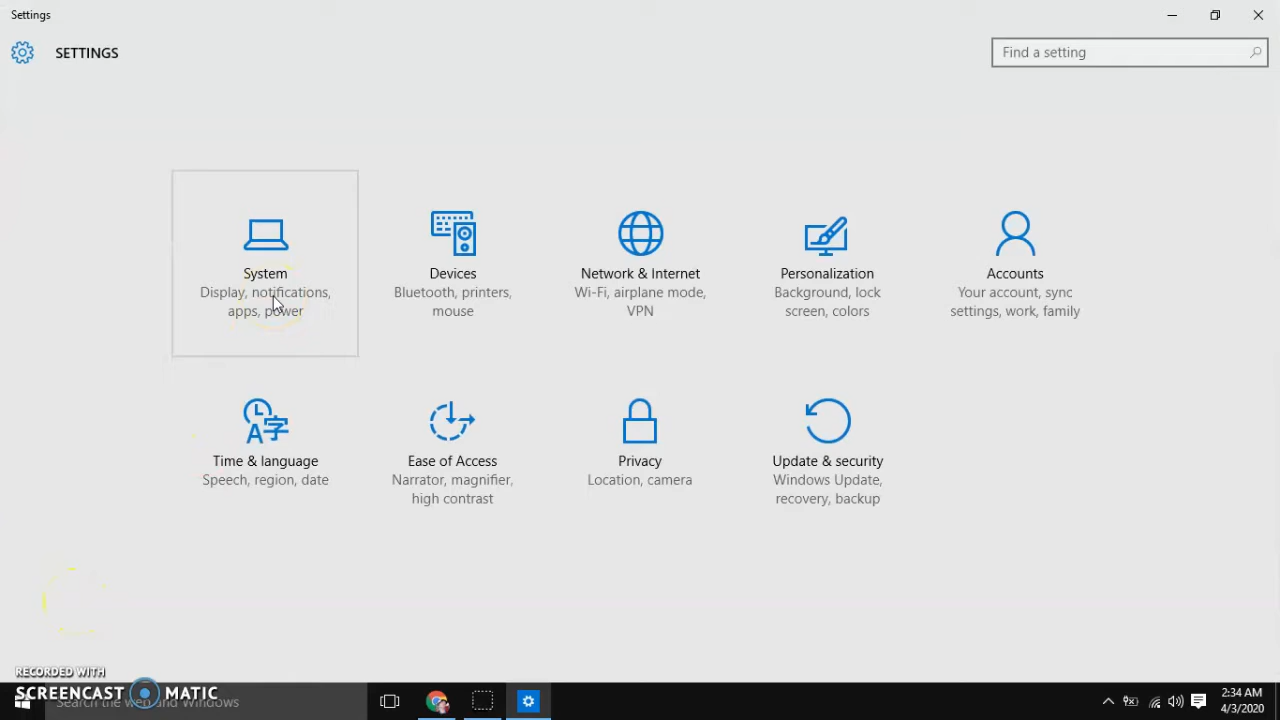 Settings
SETTINGS
Find a setting
System
Display, notifications,
apps, power
Devices
Bluetooth, printers,
mouse
Network & Internet
Wi-Fi, airplane mode,
VPN
Personalization
Background, lock
screen, colors
Accounts
Your account, sync
settings, work, family
Time & language
Speech, region, date
Ease of Access
Narrator, magnifier,
high contrast
Privacy
Location, camera
Update & security
Windows Update,
recovery, backup
RECORDED WITH
SCREENCAST MATIC
Search the web and Windows
2:34 AM
4/3/2020